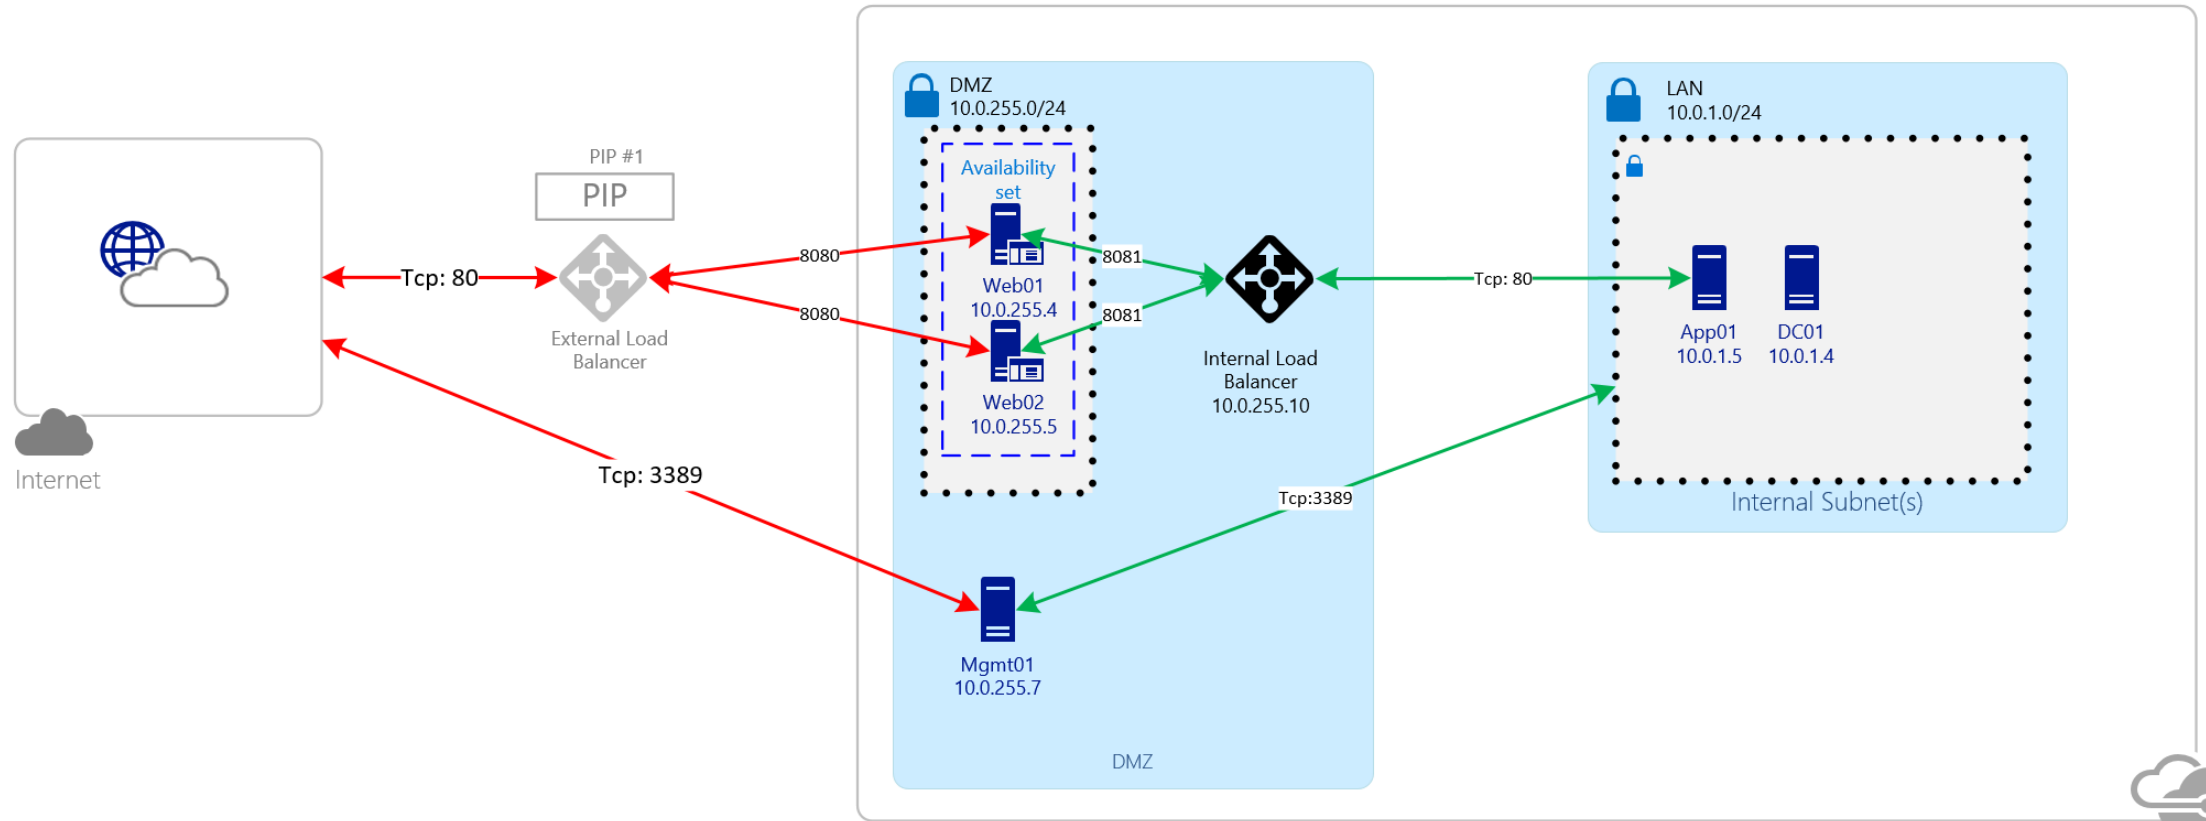 Internet
PIP #1
PIP
Tcp: 80
External Load
Balancer
Tcp: 3389
8080
8080
DMZ
10.0.255.0/24
Availability
set
Web01
10.0.255.4
Web02
10.0.255.5
8081
8081
Internal Load
Balancer
10.0.255.10
Mgmt01
10.0.255.7
DMZ
Tcp: 80
Tcp:3389
LAN
10.0.1.0/24
App01
10.0.1.5
DC01
10.0.1.4
Internal Subnet(s)